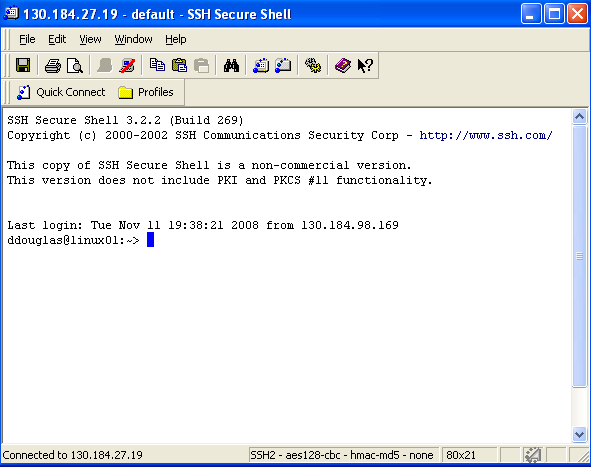 130.184.27.19 - default - SSH Secure Shell
File Edit View Window Help
Quick Connect Profiles
SSH Secure Shell 3.2.2 (Build 269)
Copyright (c) 2000-2002 SSH Communications Security Corp - http://www.ssh.com/
This copy of SSH Secure Shell is a non-commercial version.
This version does not include PKI and PKCS #11 functionality.
Last login: Tue Nov 11 19:38:21 2008 from 130.184.98.169
ddouglas@linux01:~>
Connected to 130.184.27.19 SSH2 - aes128-cbc - hmac-md5 - none 80x21